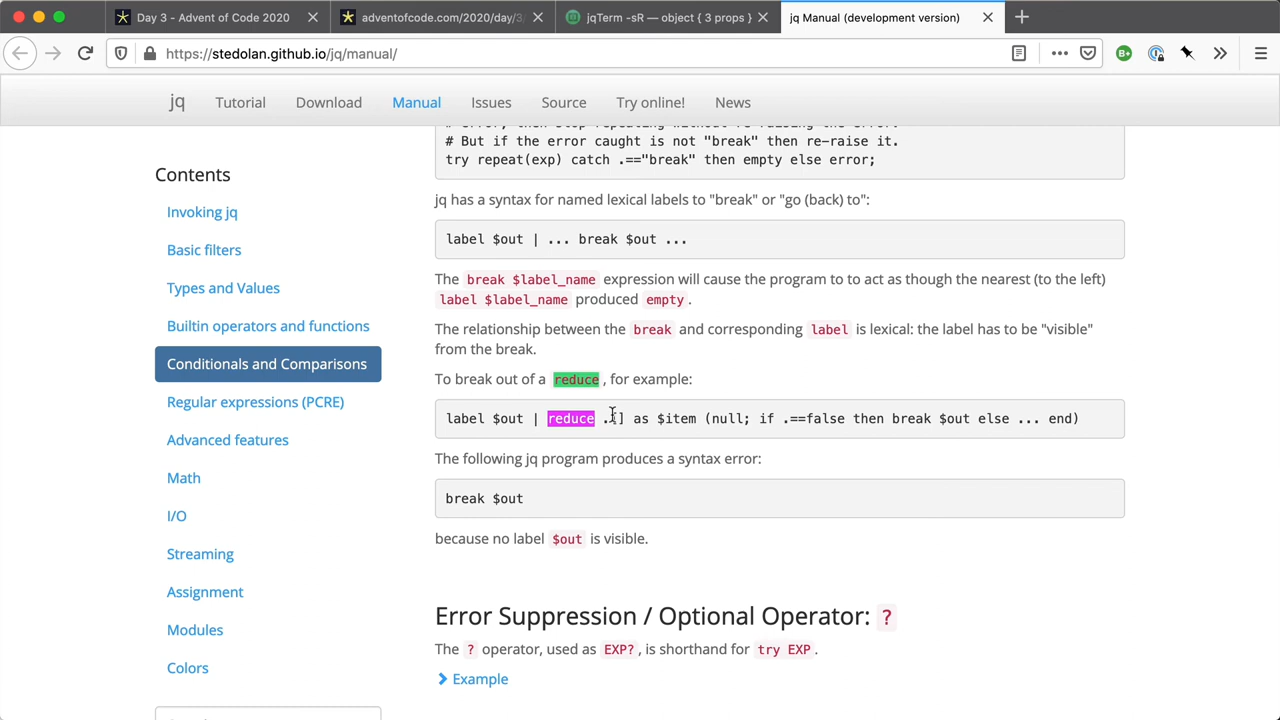 Day 3 - Advent of Code 2020
adventofcode.com/2020/day/3
jqTerm -sR — object { 3 props }
jq Manual (development version)
https://stedolan.github.io/jq/manual/
jq Tutorial Download Manual Issues Source Try online! News
Contents
Invoking jq
Basic filters
Types and Values
Builtin operators and functions
Conditionals and Comparisons
Regular expressions (PCRE)
Advanced features
Math
I/O
Streaming
Assignment
Modules
Colors
# error, then stop repeating without re-raising the error.
# But if the error caught is not "break" then re-raise it.
try repeat(exp) catch .=="break" then empty else error;
jq has a syntax for named lexical labels to "break" or "go (back) to":
label $out | ... break $out ...
The break $label_name expression will cause the program to to act as though the nearest (to the left)
label $label_name produced empty.
The relationship between the break and corresponding label is lexical: the label has to be "visible"
from the break.
To break out of a reduce, for example:
label $out | reduce .[] as $item (null; if .==false then break $out else ... end)
The following jq program produces a syntax error:
break $out
because no label $out is visible.
Error Suppression / Optional Operator: ?
The ? operator, used as EXP?, is shorthand for try EXP.
Example